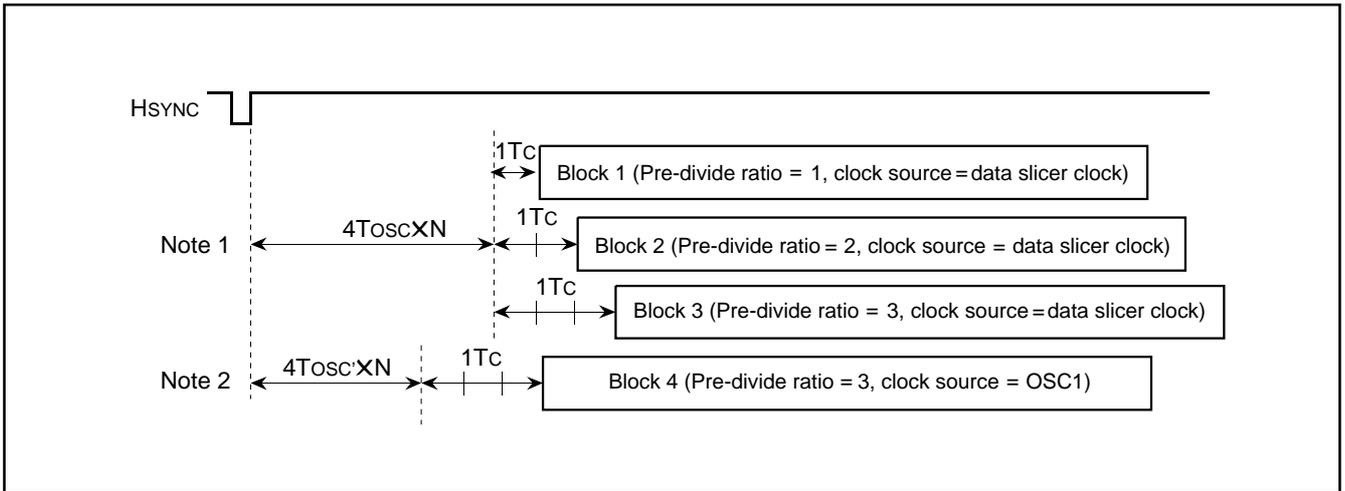 HSYNC
1TC
Block 1 (Pre-divide ratio = 1, clock source=data slicer clock)
1TC
Note 1
4TOSC✕N
Block 2 (Pre-divide ratio = 2, clock source = data slicer clock)
1TC
Block 3 (Pre-divide ratio = 3, clock source=data slicer clock)
1TC
Note 2
4TOSC'✕N
Block 4 (Pre-divide ratio = 3, clock source = OSC1)